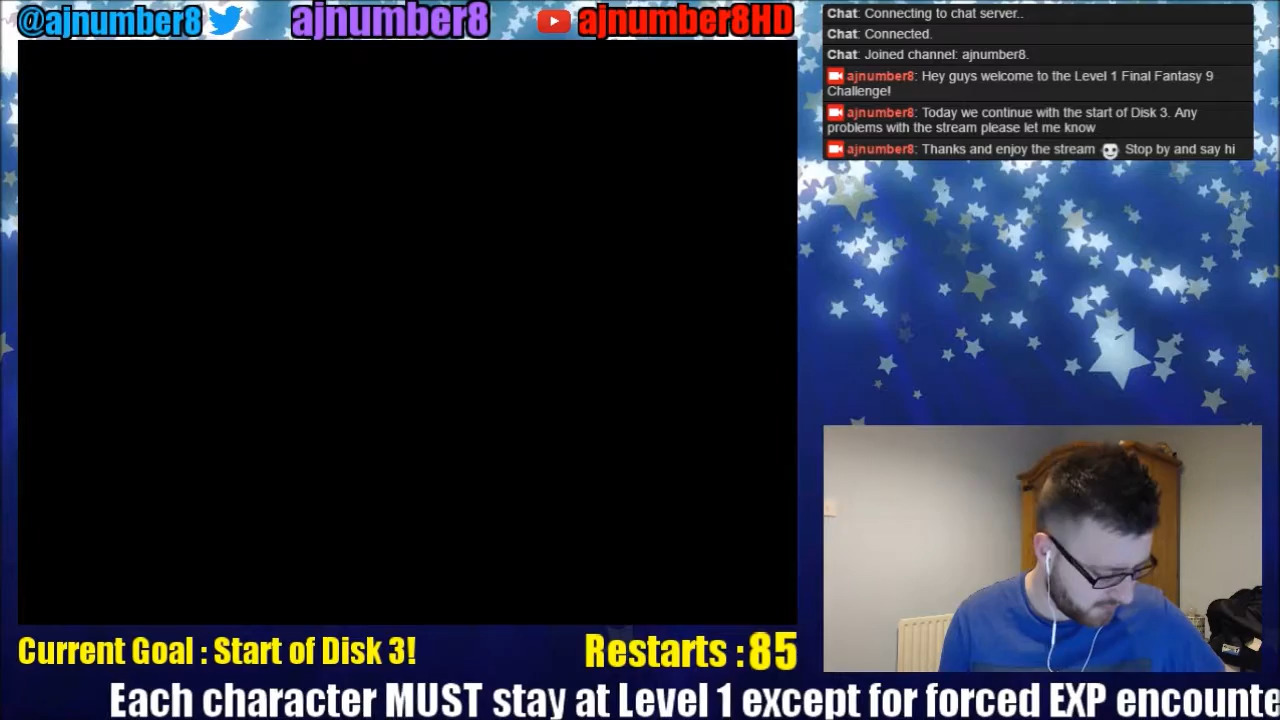 @ajnumber8
ajnumber8
ajnumber8HD
Chat: Connecting to chat server..
Chat: Connected.
Chat: Joined channel: ajnumber8.
ajnumber8: Hey guys welcome to the Level 1 Final Fantasy 9
Challenge!
ajnumber8: Today we continue with the start of Disk 3. Any
problems with the stream please let me know
ajnumber8: Thanks and enjoy the stream Stop by and say hi
Current Goal : Start of Disk 3!
Restarts : 85
Each character MUST stay at Level 1 except for forced EXP encounte